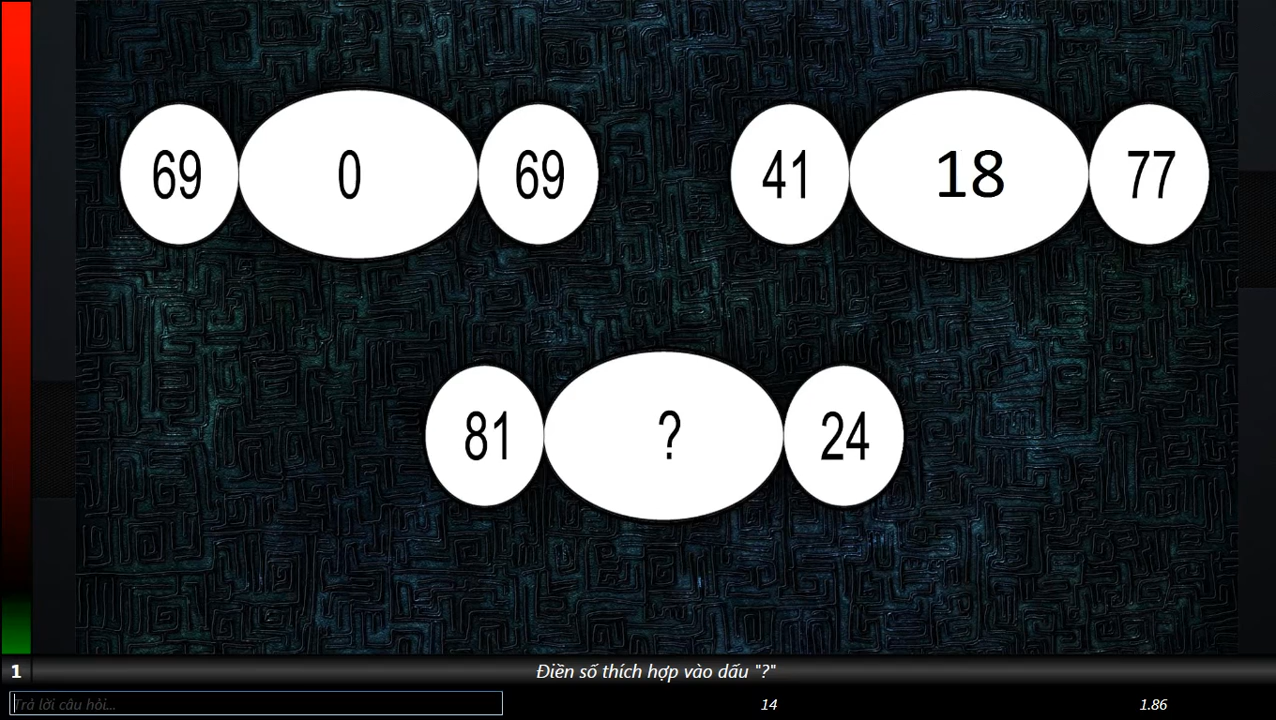 69 0 69 41 18 77
81 ? 24
1 Điền số thích hợp vào dấu "?"
Trả lời câu hỏi... 14 1.86